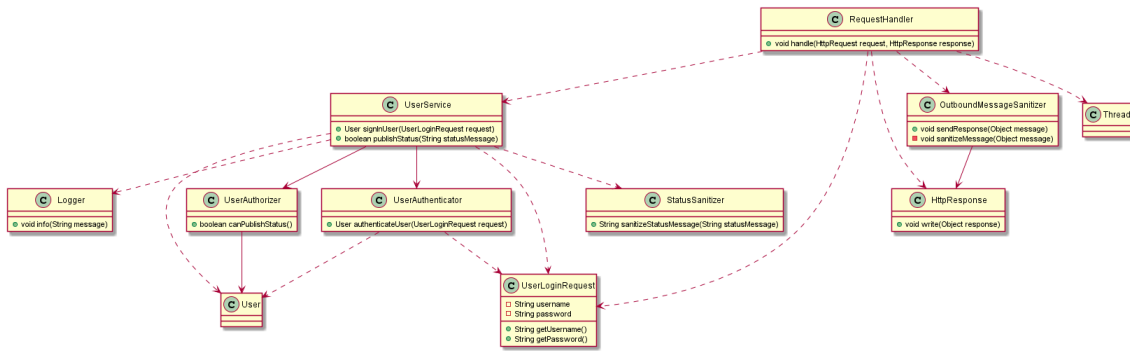 C RequestHandler
void handle(HttpRequest request, HttpResponse response)
C UserService
User signInUser(UserLoginRequest request)
boolean publishStatus(String statusMessage)
C OutboundMessageSanitizer
void sendResponse(Object message)
void sanitizeMessage(Object message)
C Thread
C Logger
void info(String message)
C UserAuthorizer
boolean canPublishStatus()
C UserAuthenticator
User authenticateUser(UserLoginRequest request)
C StatusSanitizer
String sanitizeStatusMessage(String statusMessage)
C HttpResponse
void write(Object response)
C User
C UserLoginRequest
String username
String password
String getUsername()
String getPassword()